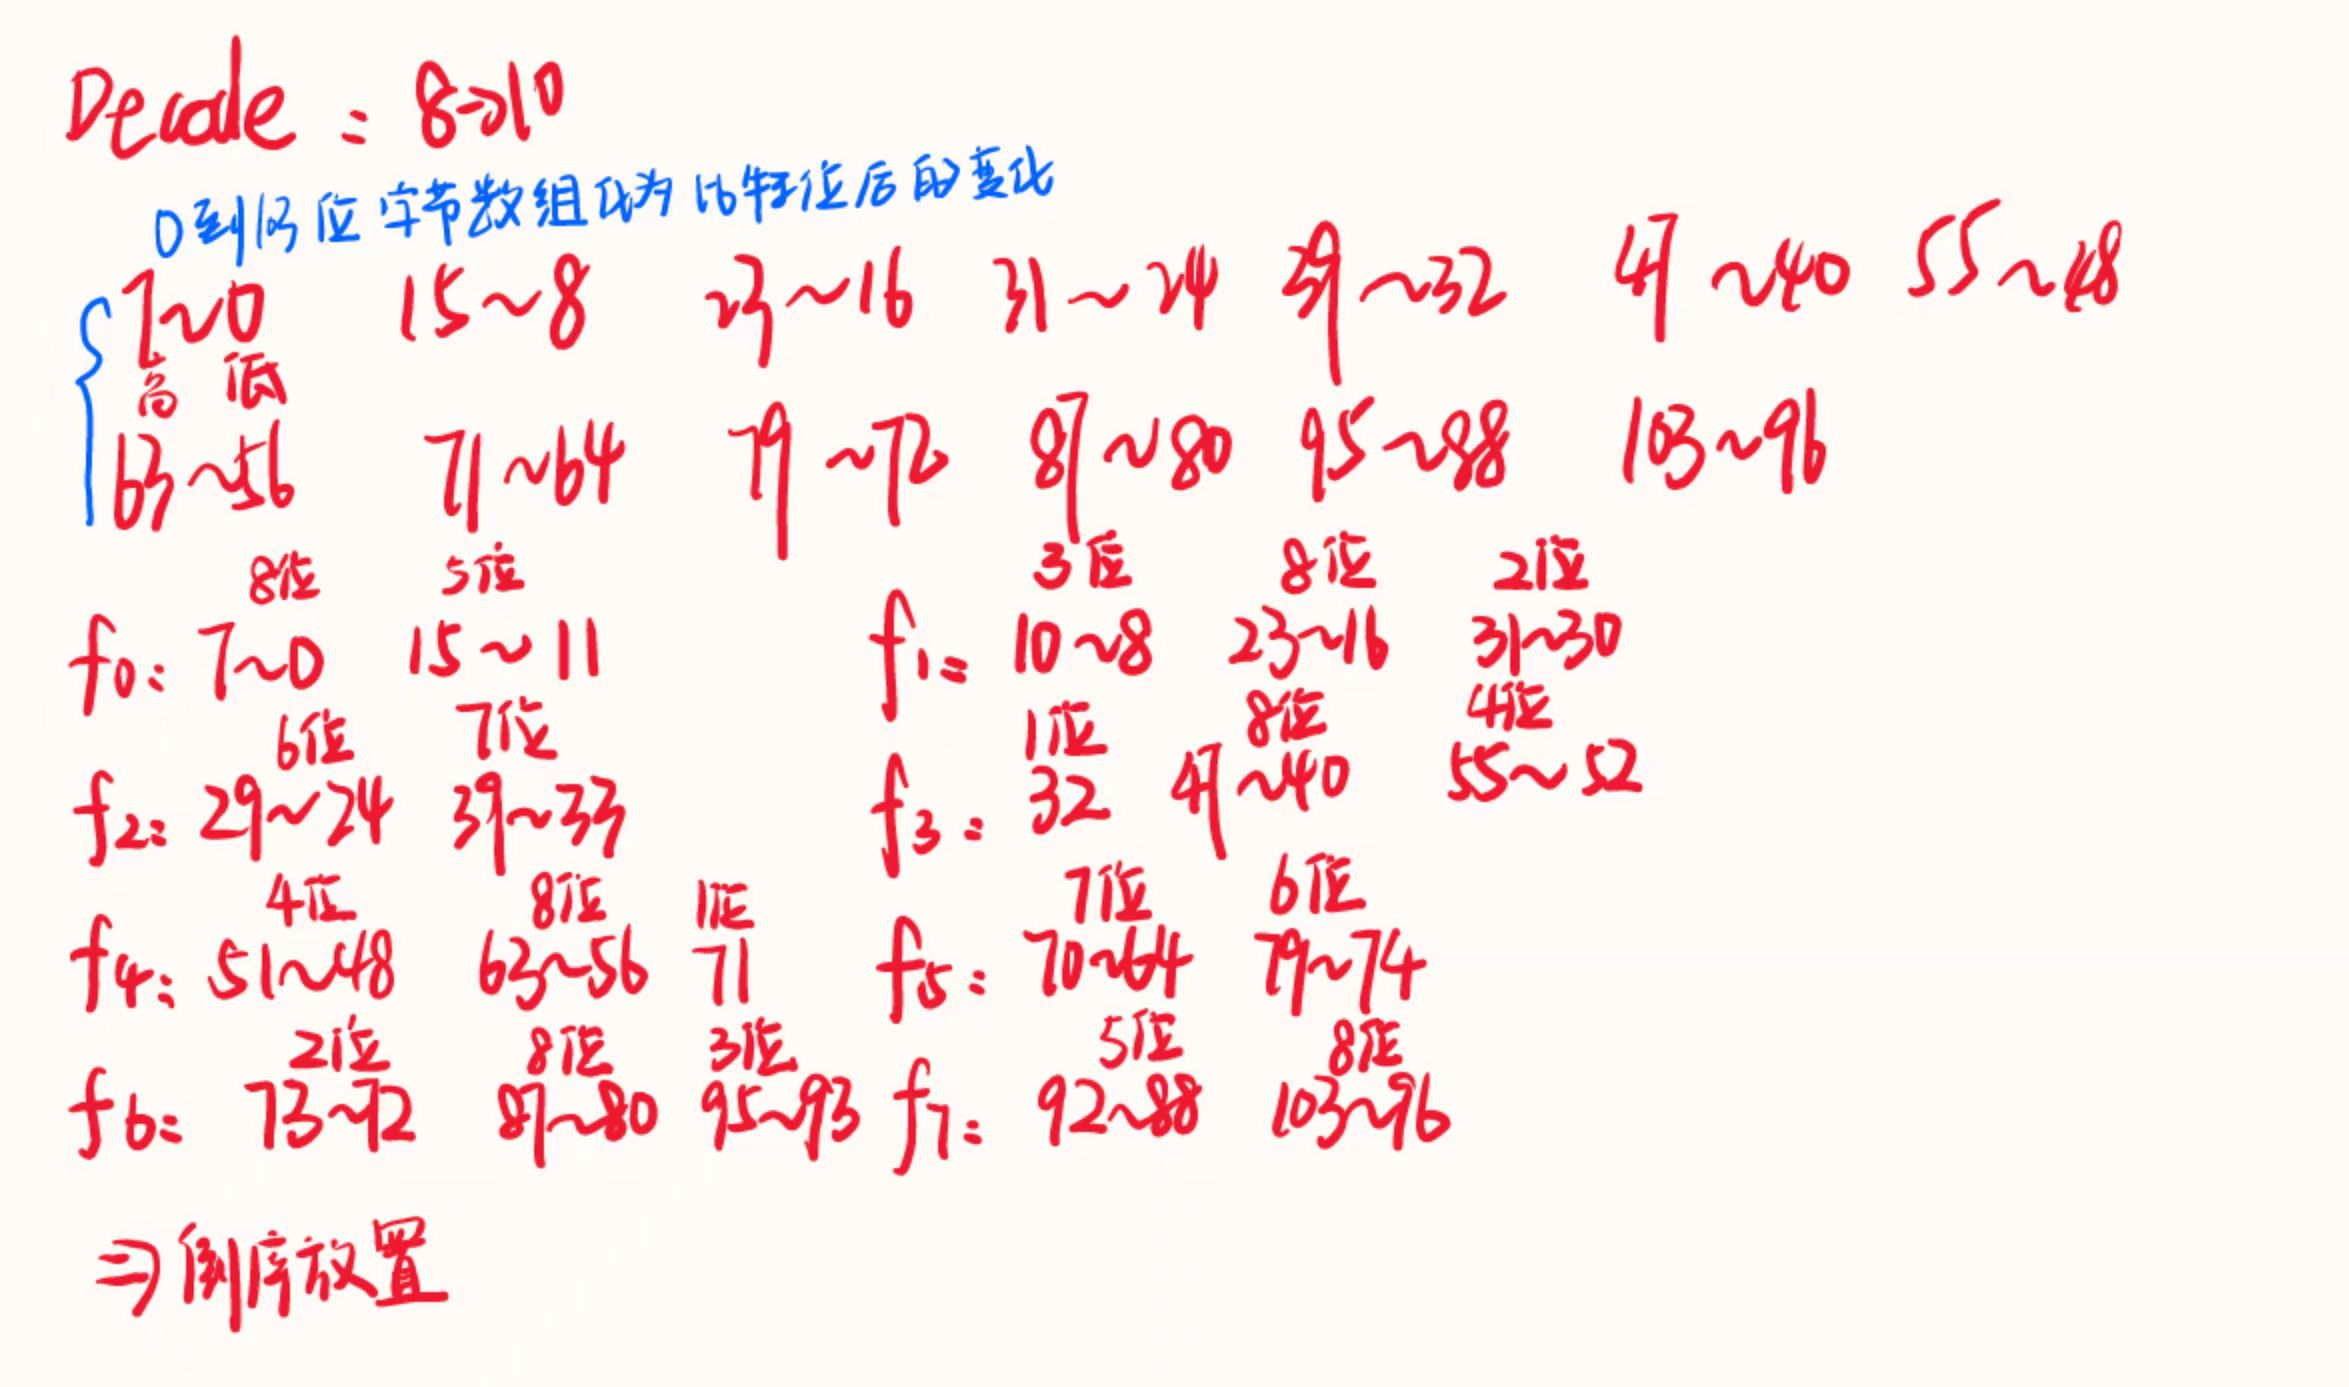 Decode: 8→10
0到103位字节数组化为比特位后的变化
7~0 15~8 23~16 31~24 39~32 47~40 55~48
高 低
63~56 71~64 79~72 87~80 95~88 103~96
8位 5位 3位 8位 2位
f0: 7~0 15~11 f1: 10~8 23~16 31~30
6位 7位 1位 8位 4位
f2: 29~24 39~33 f3: 32 47~40 55~52
4位 8位 1位 7位 6位
f4: 51~48 63~56 71 f5: 70~64 79~74
2位 8位 3位 5位 8位
f6: 73~72 87~80 95~93 f7: 92~88 103~96
⇒倒序放置